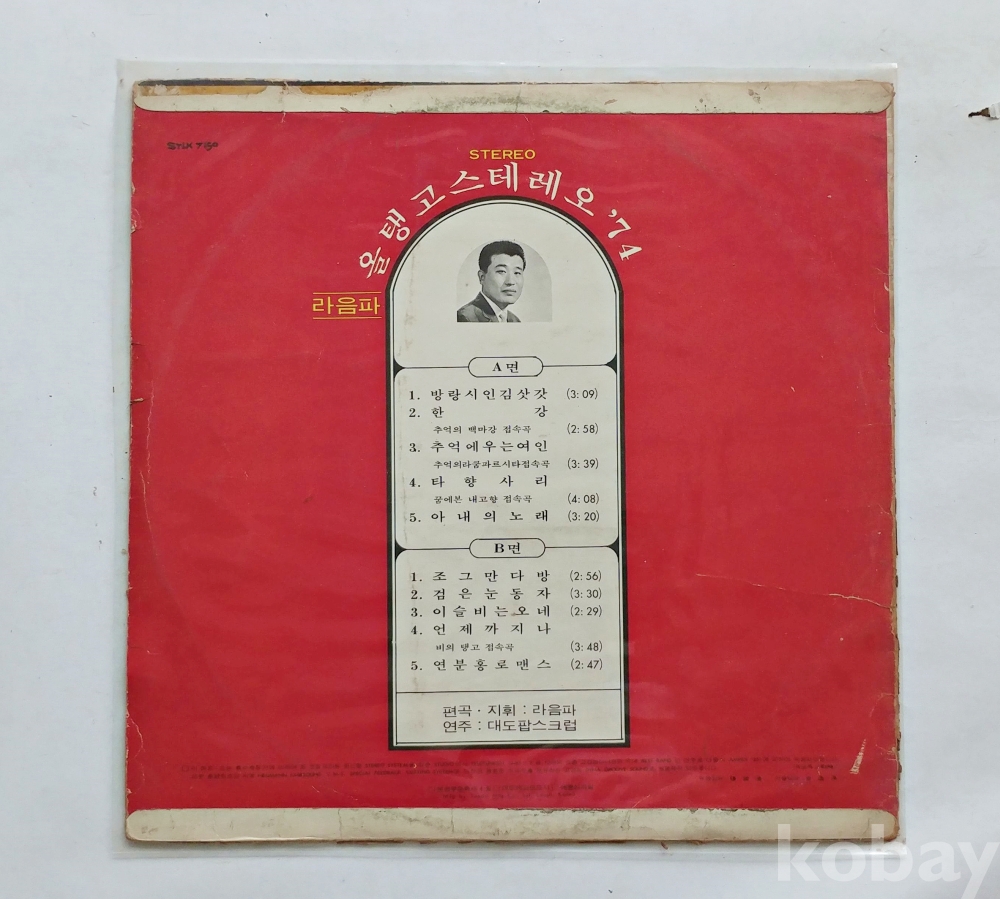 STEREO
올탱고스테레오 '74
라음파
A면
1. 방랑시인김삿갓 (3:09)
2. 한 강
추억의 백마강 접속곡 (2:58)
3. 추억에우는여인
추억의라쿰파르시타접속곡 (3:39)
4. 타 향 사 리
꿈에본 내고향 접속곡 (4:08)
5. 아 내 의 노 래 (3:20)
B면
1. 조 그 만 다 방 (2:56)
2. 검 은 눈 동 자 (3:30)
3. 이 슬 비 는 오 네 (2:29)
4. 언 제 까 지 나
비의 탱고 접속곡 (3:48)
5. 연 분 홍 로 맨 스 (2:47)
편곡·지휘 : 라음파
연주 : 대도팝스크럽
kobay